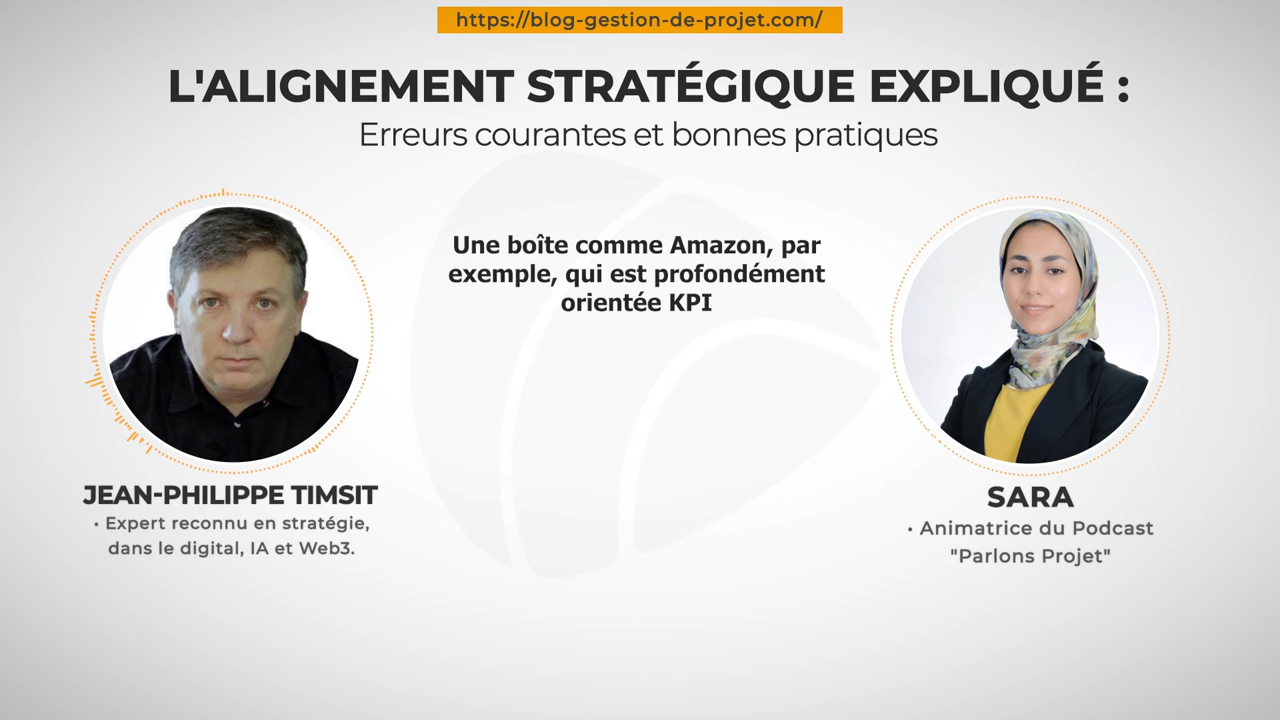 https://blog-gestion-de-projet.com/
L'ALIGNEMENT STRATÉGIQUE EXPLIQUÉ :
Erreurs courantes et bonnes pratiques
Une boîte comme Amazon, par
exemple, qui est profondément
orientée KPI
JEAN-PHILIPPE TIMSIT
• Expert reconnu en stratégie,
dans le digital, IA et Web3.
SARA
• Animatrice du Podcast
"Parlons Projet"